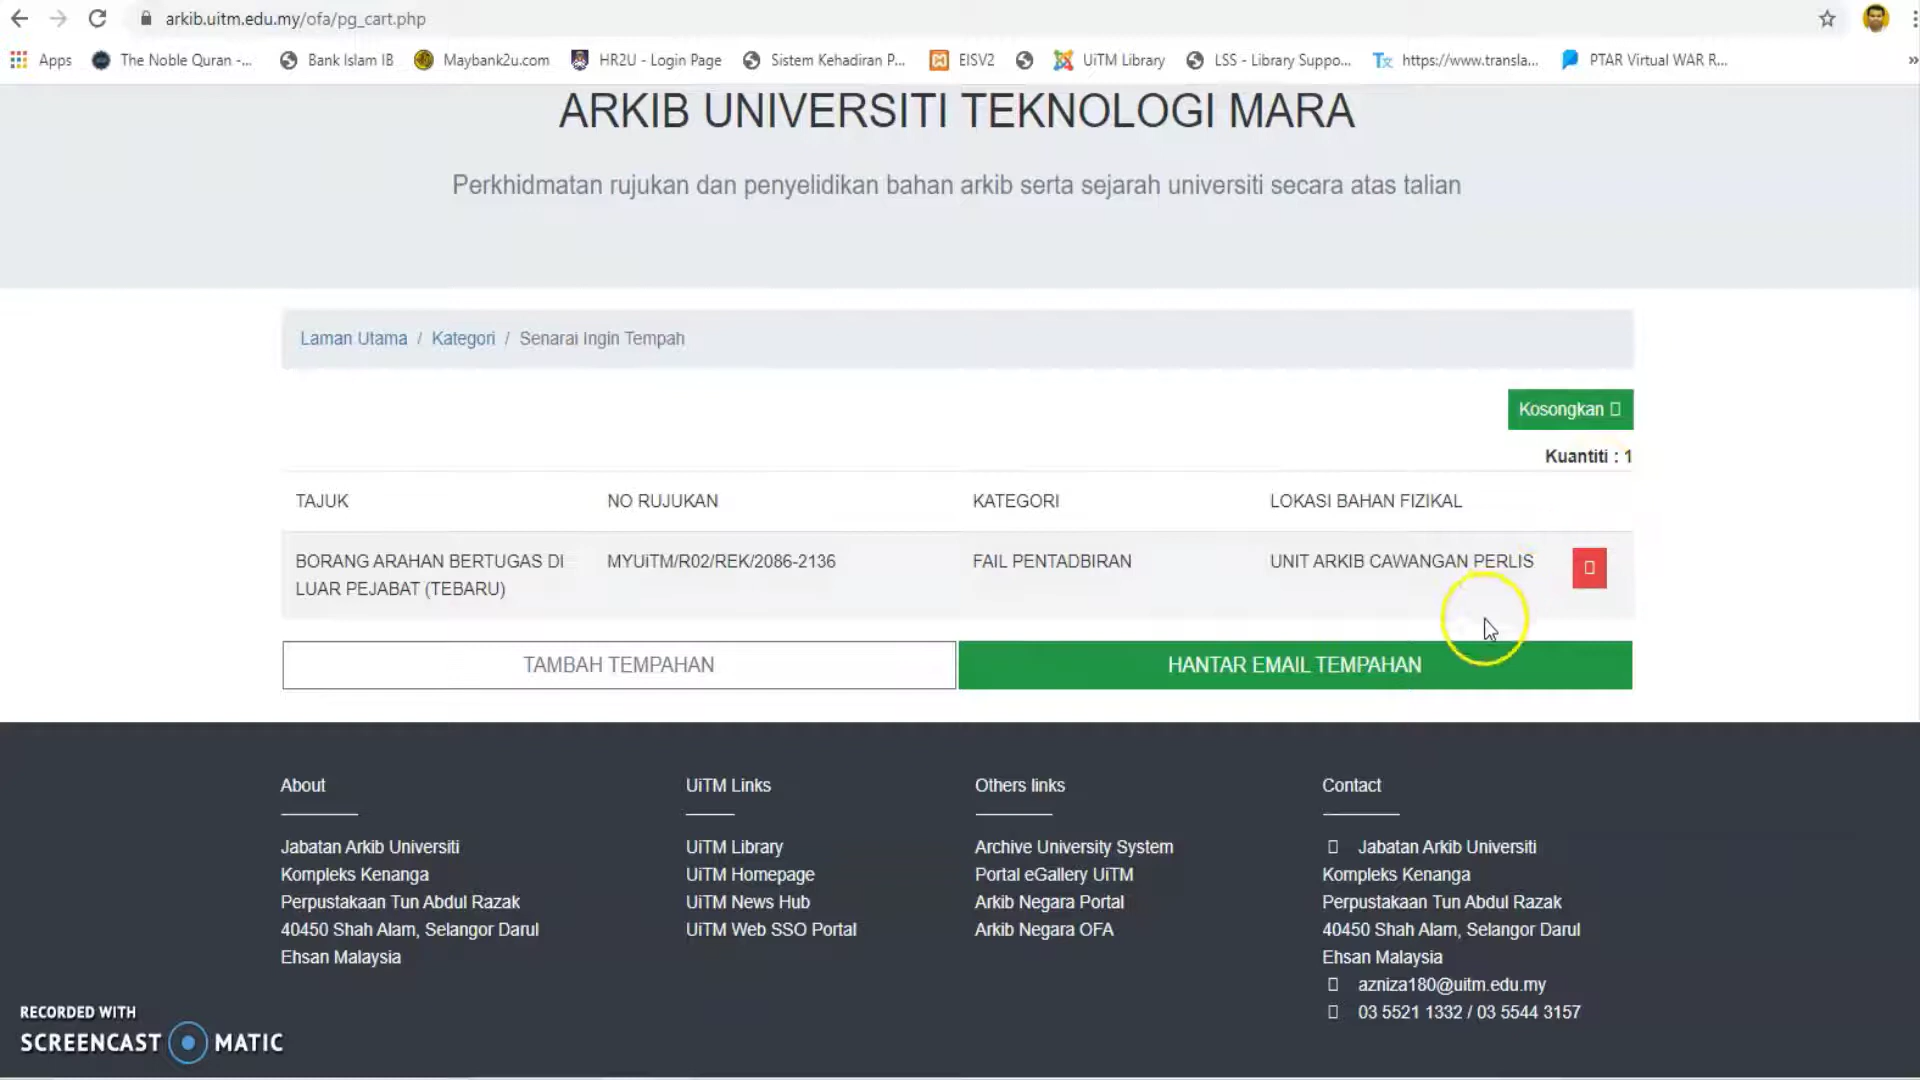 arkib.uitm.edu.my/ofa/pg_cart.php
Apps The Noble Quran -... Bank Islam IB Maybank2u.com HR2U - Login Page Sistem Kehadiran P... EISV2 UiTM Library LSS - Library Suppo... https://www.transla... PTAR Virtual WAR R... »
ARKIB UNIVERSITI TEKNOLOGI MARA
Perkhidmatan rujukan dan penyelidikan bahan arkib serta sejarah universiti secara atas talian
Laman Utama / Kategori / Senarai Ingin Tempah
Kosongkan
Kuantiti : 1
TAJUK NO RUJUKAN KATEGORI LOKASI BAHAN FIZIKAL
BORANG ARAHAN BERTUGAS DI MYUiTM/R02/REK/2086-2136 FAIL PENTADBIRAN UNIT ARKIB CAWANGAN PERLIS
LUAR PEJABAT (TEBARU)
TAMBAH TEMPAHAN HANTAR EMAIL TEMPAHAN
About
Jabatan Arkib Universiti
Kompleks Kenanga
Perpustakaan Tun Abdul Razak
40450 Shah Alam, Selangor Darul
Ehsan Malaysia
UiTM Links
UiTM Library
UiTM Homepage
UiTM News Hub
UiTM Web SSO Portal
Others links
Archive University System
Portal eGallery UiTM
Arkib Negara Portal
Arkib Negara OFA
Contact
Jabatan Arkib Universiti
Kompleks Kenanga
Perpustakaan Tun Abdul Razak
40450 Shah Alam, Selangor Darul
Ehsan Malaysia
azniza180@uitm.edu.my
03 5521 1332 / 03 5544 3157
RECORDED WITH
SCREENCAST MATIC